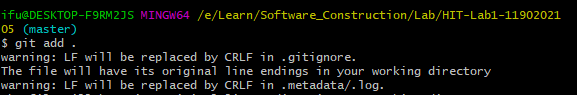 ifu@DESKTOP-F9RM2JS MINGW64 /e/Learn/Software_Construction/Lab/HIT-Lab1-11902021
05 (master)
$ git add .
warning: LF will be replaced by CRLF in .gitignore.
The file will have its original line endings in your working directory
warning: LF will be replaced by CRLF in .metadata/.log.